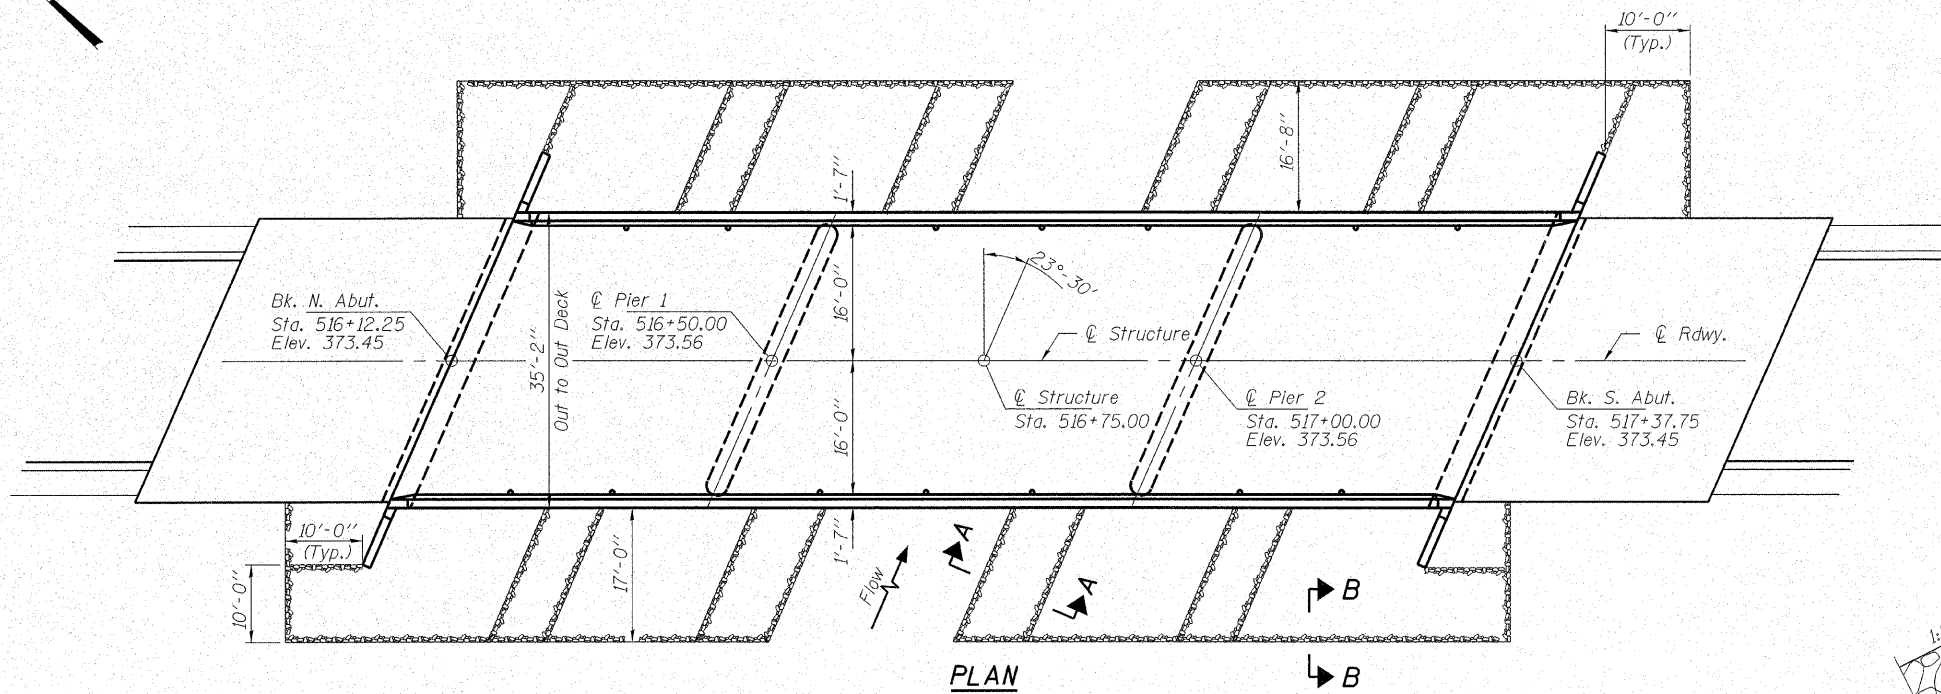 10'-0"
(Typ.)
16'-8"
1'-7"
23°-30'
Bk. N. Abut.
Sta. 516+12.25
Elev. 373.45
℄ Pier 1
Sta. 516+50.00
Elev. 373.56
35'-2"
Out to Out Deck
16'-0"
℄ Structure
℄ Rdwy.
℄ Structure
Sta. 516+75.00
℄ Pier 2
Sta. 517+00.00
Elev. 373.56
Bk. S. Abut.
Sta. 517+37.75
Elev. 373.45
16'-0"
10'-0"
(Typ.)
10'-0"
17'-0"
1'-7"
Flow
A
A
B
B
PLAN